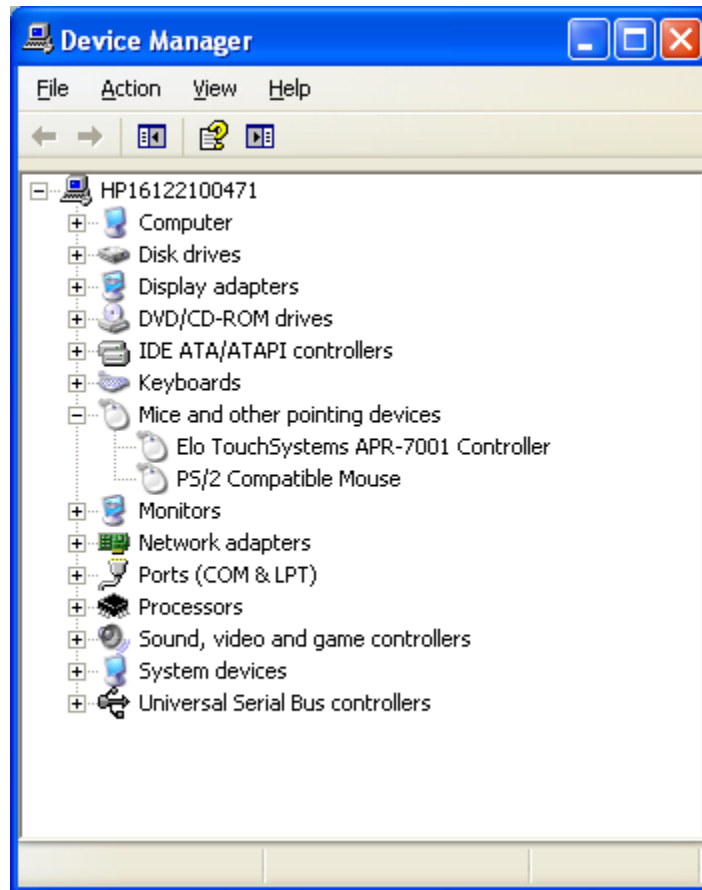 Device Manager
File Action View Help
HP16122100471
Computer
Disk drives
Display adapters
DVD/CD-ROM drives
IDE ATA/ATAPI controllers
Keyboards
Mice and other pointing devices
Elo TouchSystems APR-7001 Controller
PS/2 Compatible Mouse
Monitors
Network adapters
Ports (COM & LPT)
Processors
Sound, video and game controllers
System devices
Universal Serial Bus controllers